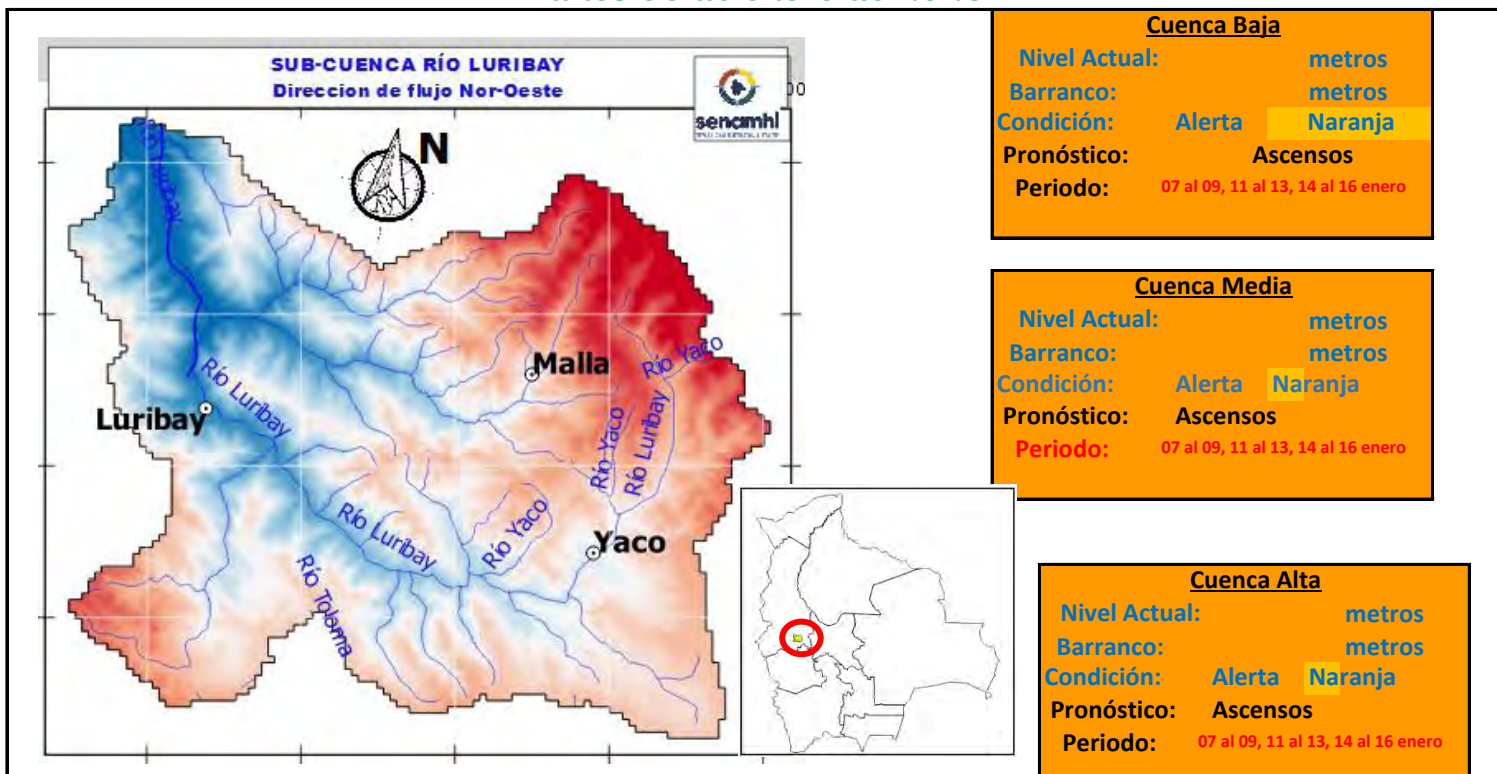 SUB-CUENCA RÍO LURIBAY
Direccion de flujo Nor-Oeste
senamhi
00
N
Río Luribay
Malla
Río Yaco
Río Luribay
Luribay
Río Yaco
Río Luribay
Río Luribay
Río Yaco
Yaco
Río Tolama
Cuenca Baja
Nivel Actual: metros
Barranco: metros
Condición: Alerta Naranja
Pronóstico: Ascensos
Periodo: 07 al 09, 11 al 13, 14 al 16 enero
Cuenca Media
Nivel Actual: metros
Barranco: metros
Condición: Alerta Naranja
Pronóstico: Ascensos
Periodo: 07 al 09, 11 al 13, 14 al 16 enero
Cuenca Alta
Nivel Actual: metros
Barranco: metros
Condición: Alerta Naranja
Pronóstico: Ascensos
Periodo: 07 al 09, 11 al 13, 14 al 16 enero